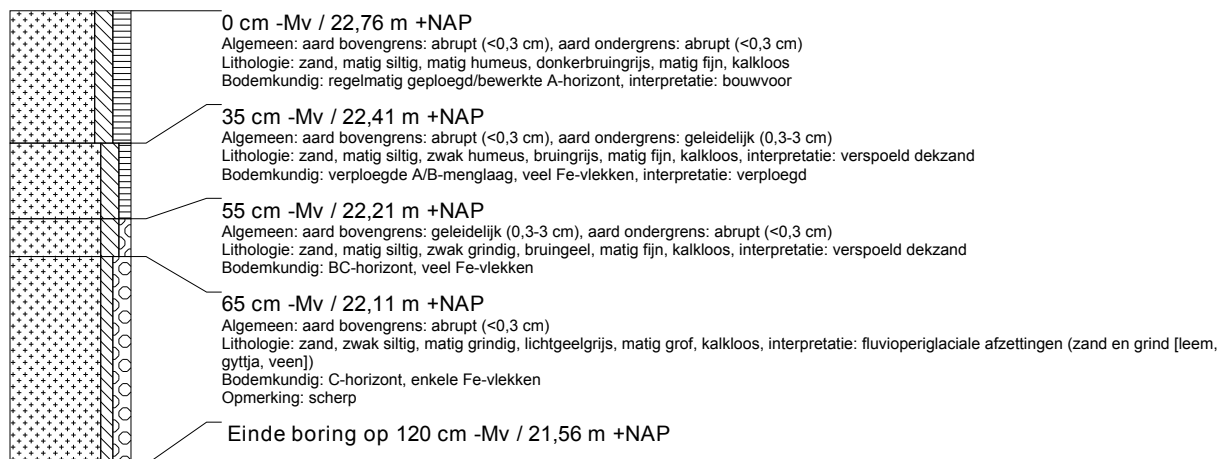 0 cm -Mv / 22,76 m +NAP
Algemeen: aard bovengrens: abrupt (<0,3 cm), aard ondergrens: abrupt (<0,3 cm)
Lithologie: zand, matig siltig, matig humeus, donkerbruingrijs, matig fijn, kalkloos
Bodemkundig: regelmatig geploegd/bewerkte A-horizont, interpretatie: bouwvoor
35 cm -Mv / 22,41 m +NAP
Algemeen: aard bovengrens: abrupt (<0,3 cm), aard ondergrens: geleidelijk (0,3-3 cm)
Lithologie: zand, matig siltig, zwak humeus, bruingrijs, matig fijn, kalkloos, interpretatie: verspoeld dekzand
Bodemkundig: verploegde A/B-menglaag, veel Fe-vlekken, interpretatie: verploegd
55 cm -Mv / 22,21 m +NAP
Algemeen: aard bovengrens: geleidelijk (0,3-3 cm), aard ondergrens: abrupt (<0,3 cm)
Lithologie: zand, matig siltig, zwak grindig, bruingeel, matig fijn, kalkloos, interpretatie: verspoeld dekzand
Bodemkundig: BC-horizont, veel Fe-vlekken
65 cm -Mv / 22,11 m +NAP
Algemeen: aard bovengrens: abrupt (<0,3 cm)
Lithologie: zand, zwak siltig, matig grindig, lichtgeelgrijs, matig grof, kalkloos, interpretatie: fluvioperiglaciale afzettingen (zand en grind [leem,
gyttja, veen])
Bodemkundig: C-horizont, enkele Fe-vlekken
Opmerking: scherp
Einde boring op 120 cm -Mv / 21,56 m +NAP